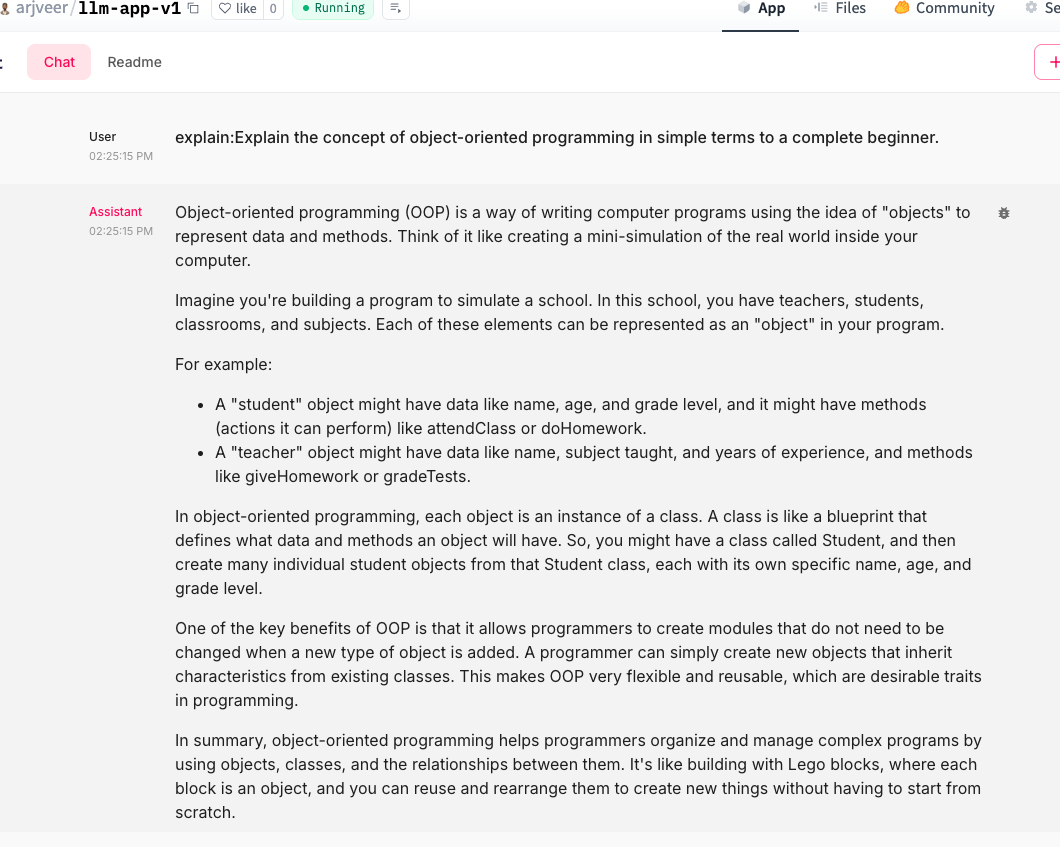 arjveer/llm-app-v1 like 0 Running App Files Community
Chat Readme
User
02:25:15 PM
explain:Explain the concept of object-oriented programming in simple terms to a complete beginner.
Assistant
02:25:15 PM
Object-oriented programming (OOP) is a way of writing computer programs using the idea of "objects" to
represent data and methods. Think of it like creating a mini-simulation of the real world inside your
computer.
Imagine you're building a program to simulate a school. In this school, you have teachers, students,
classrooms, and subjects. Each of these elements can be represented as an "object" in your program.
For example:
• A "student" object might have data like name, age, and grade level, and it might have methods
(actions it can perform) like attendClass or doHomework.
• A "teacher" object might have data like name, subject taught, and years of experience, and methods
like giveHomework or gradeTests.
In object-oriented programming, each object is an instance of a class. A class is like a blueprint that
defines what data and methods an object will have. So, you might have a class called Student, and then
create many individual student objects from that Student class, each with its own specific name, age, and
grade level.
One of the key benefits of OOP is that it allows programmers to create modules that do not need to be
changed when a new type of object is added. A programmer can simply create new objects that inherit
characteristics from existing classes. This makes OOP very flexible and reusable, which are desirable traits
in programming.
In summary, object-oriented programming helps programmers organize and manage complex programs by
using objects, classes, and the relationships between them. It's like building with Lego blocks, where each
block is an object, and you can reuse and rearrange them to create new things without having to start from
scratch.